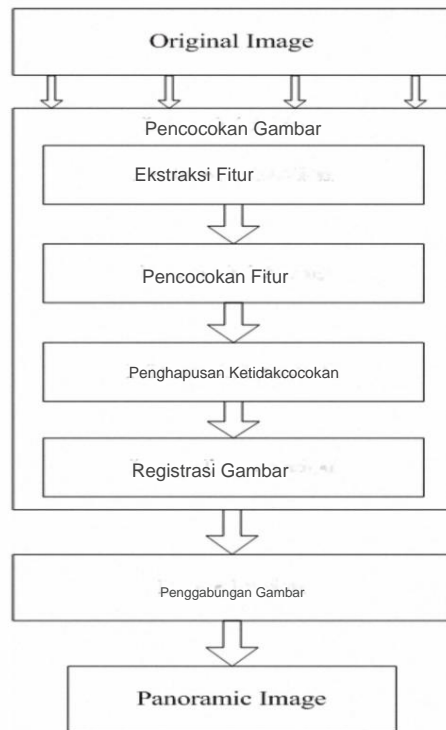 Original Image
Pencocokan Gambar
Ekstraksi Fitur
Pencocokan Fitur
Penghapusan Ketidakcocokan
Registrasi Gambar
Penggabungan Gambar
Panoramic Image